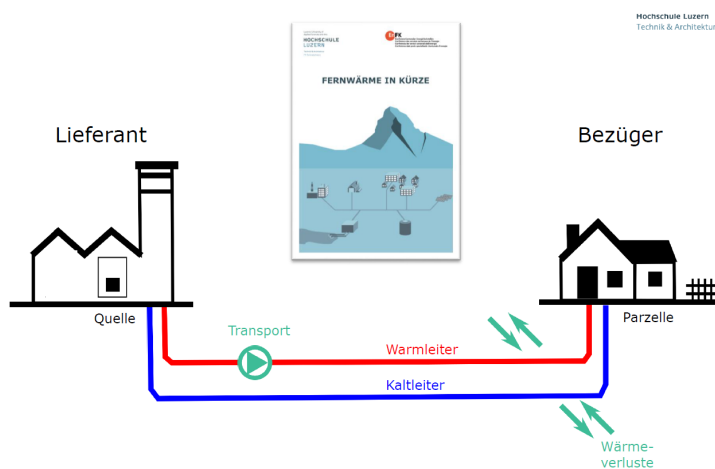 Hochschule Luzern
Technik & Architektur
HOCHSCHULE
LUZERN
FERNWÄRME IN KÜRZE
Lieferant
Bezüger
Quelle
Parzelle
Transport
Warmleiter
Kaltleiter
Wärme-
verluste